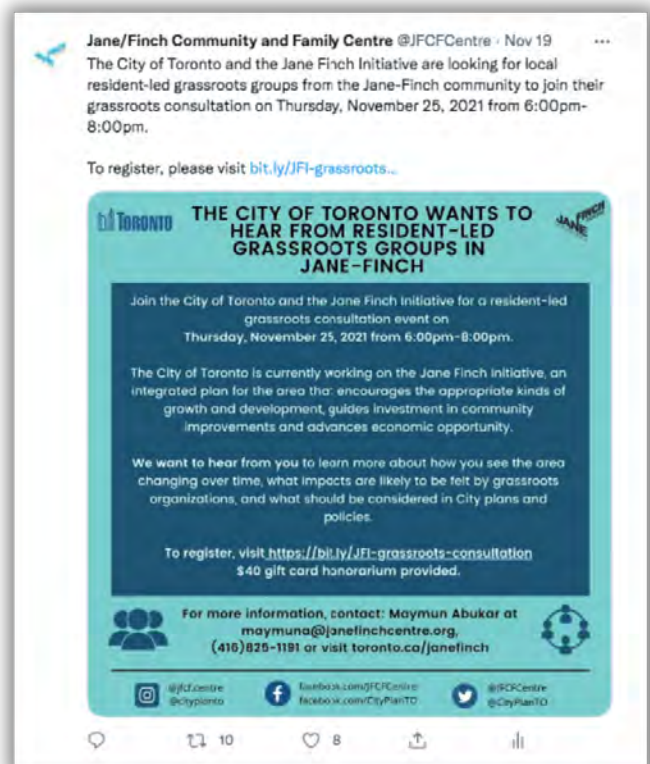 Jane/Finch Community and Family Centre @JFCFCentre · Nov 19 ...
The City of Toronto and the Jane Finch Initiative are looking for local
resident-led grassroots groups from the Jane-Finch community to join their
grassroots consultation on Thursday, November 25, 2021 from 6:00pm-
8:00pm.
To register, please visit bit.ly/JFI-grassroots...
TORONTO
THE CITY OF TORONTO WANTS TO
HEAR FROM RESIDENT-LED
GRASSROOTS GROUPS IN
JANE-FINCH
JANE FINCH
Join the City of Toronto and the Jane Finch Initiative for a resident-led
grassroots consultation event on
Thursday, November 25, 2021 from 6:00pm-8:00pm.
The City of Toronto is currently working on the Jane Finch Initiative, an
integrated plan for the area that encourages the appropriate kinds of
growth and development, guides investment in community
improvements and advances economic opportunity.
We want to hear from you to learn more about how you see the area
changing over time, what impacts are likely to be felt by grassroots
organizations, and what should be considered in City plans and
policies.
To register, visit https://bit.ly/JFI-grassroots-consultation
$40 gift card honorarium provided.
For more information, contact: Maymun Abukar at
maymuna@janefinchcentre.org,
(416)825-1191 or visit toronto.ca/janefinch
@jfcf.centre
@cityplanto
facebook.com/JFCFCentre
facebook.com/CityPlanTO
@JFCFCentre
@CityPlanTO
10
8